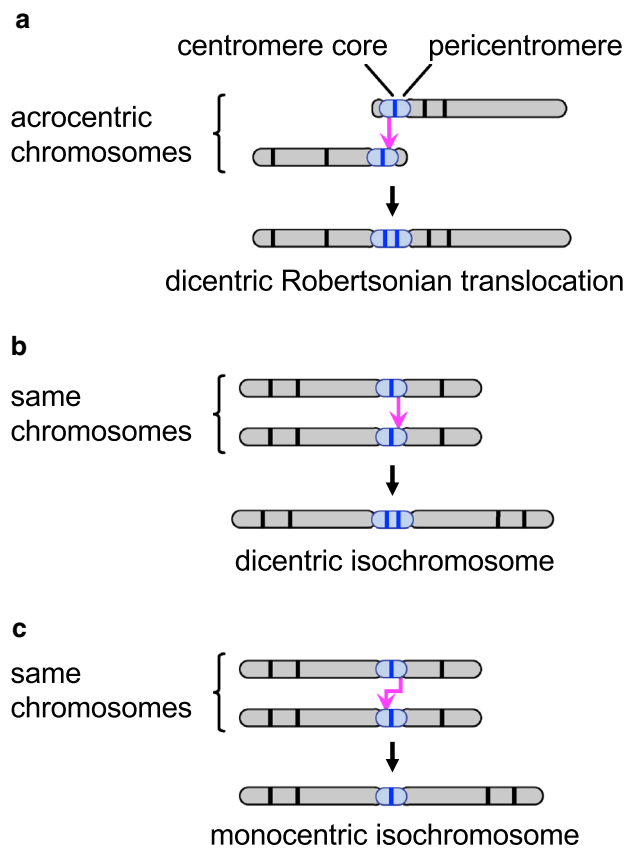 a
centromere core pericentromere
acrocentric
chromosomes
dicentric Robertsonian translocation
b
same
chromosomes
dicentric isochromosome
c
same
chromosomes
monocentric isochromosome